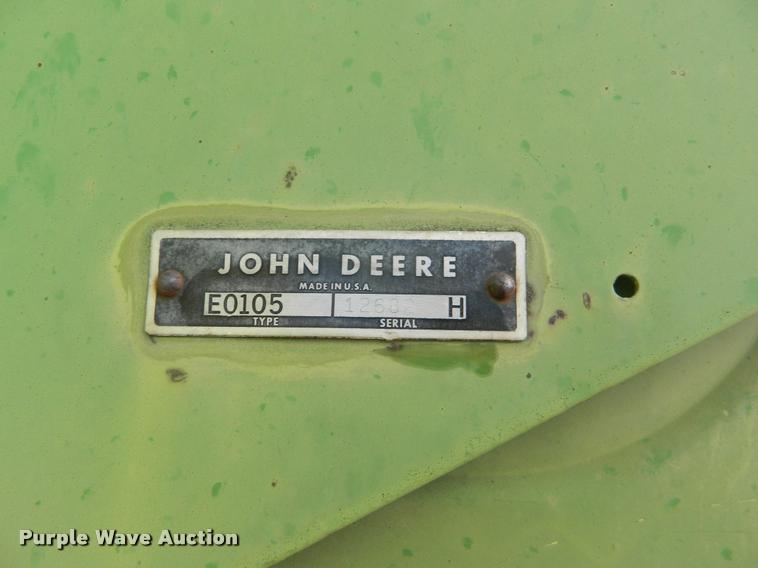 JOHN DEERE
MADE IN U.S.A.
E0105 H
TYPE SERIAL
Purple Wave Auction